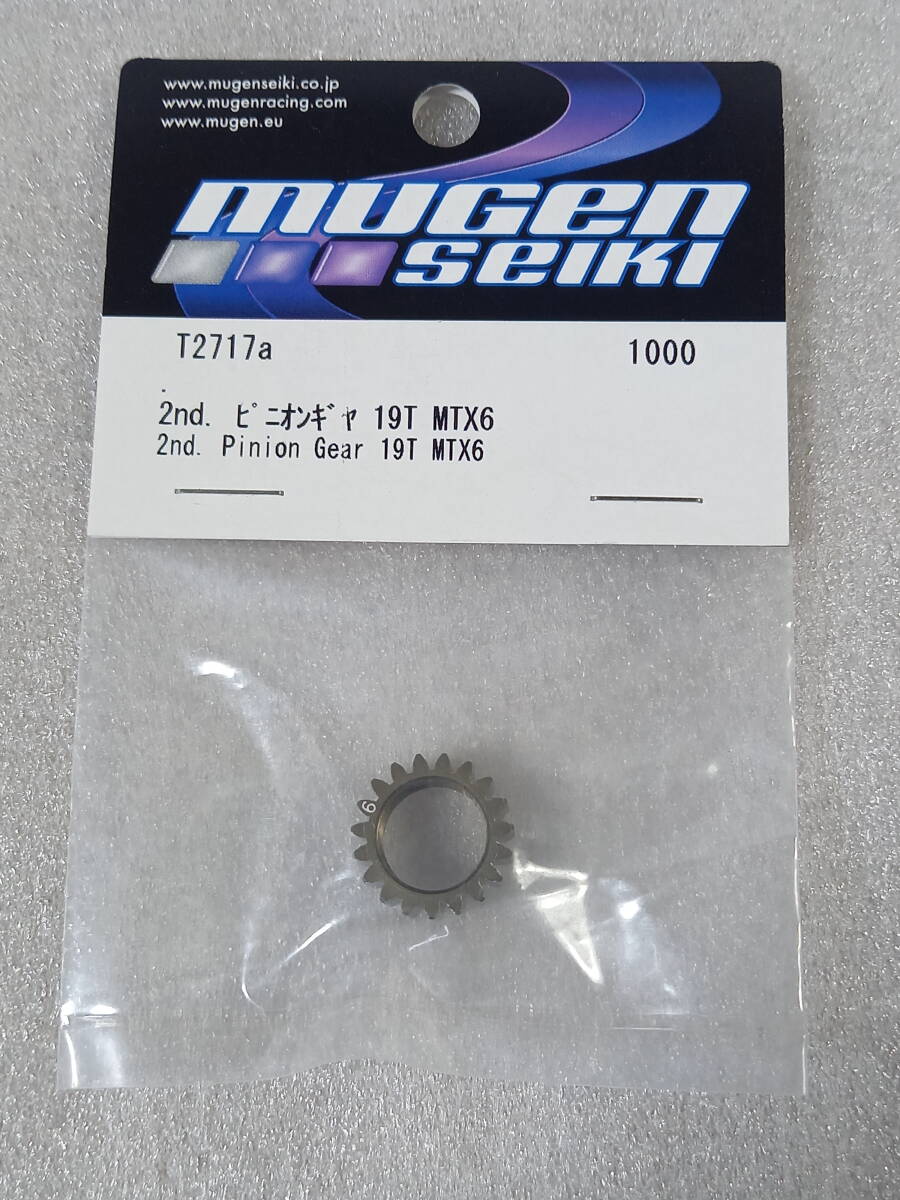 www.mugenseiki.co.jp
www.mugenracing.com
www.mugen.eu
mugen
seiki
T2717a 1000
2nd. ﾋﾟﾆｵﾝｷﾞﾔ 19T MTX6
2nd. Pinion Gear 19T MTX6